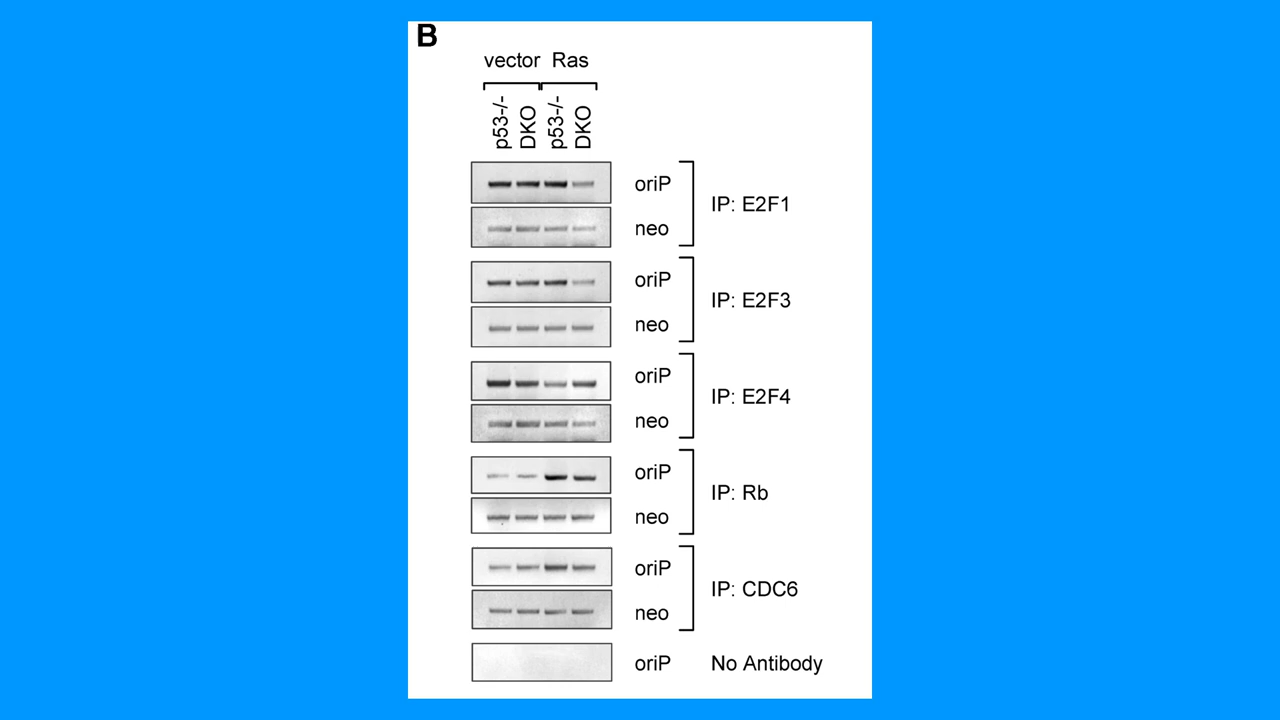 B
vector Ras
p53-/- DKO p53-/- DKO
oriP
IP: E2F1
neo
oriP
IP: E2F3
neo
oriP
IP: E2F4
neo
oriP
IP: Rb
neo
oriP
IP: CDC6
neo
oriP No Antibody